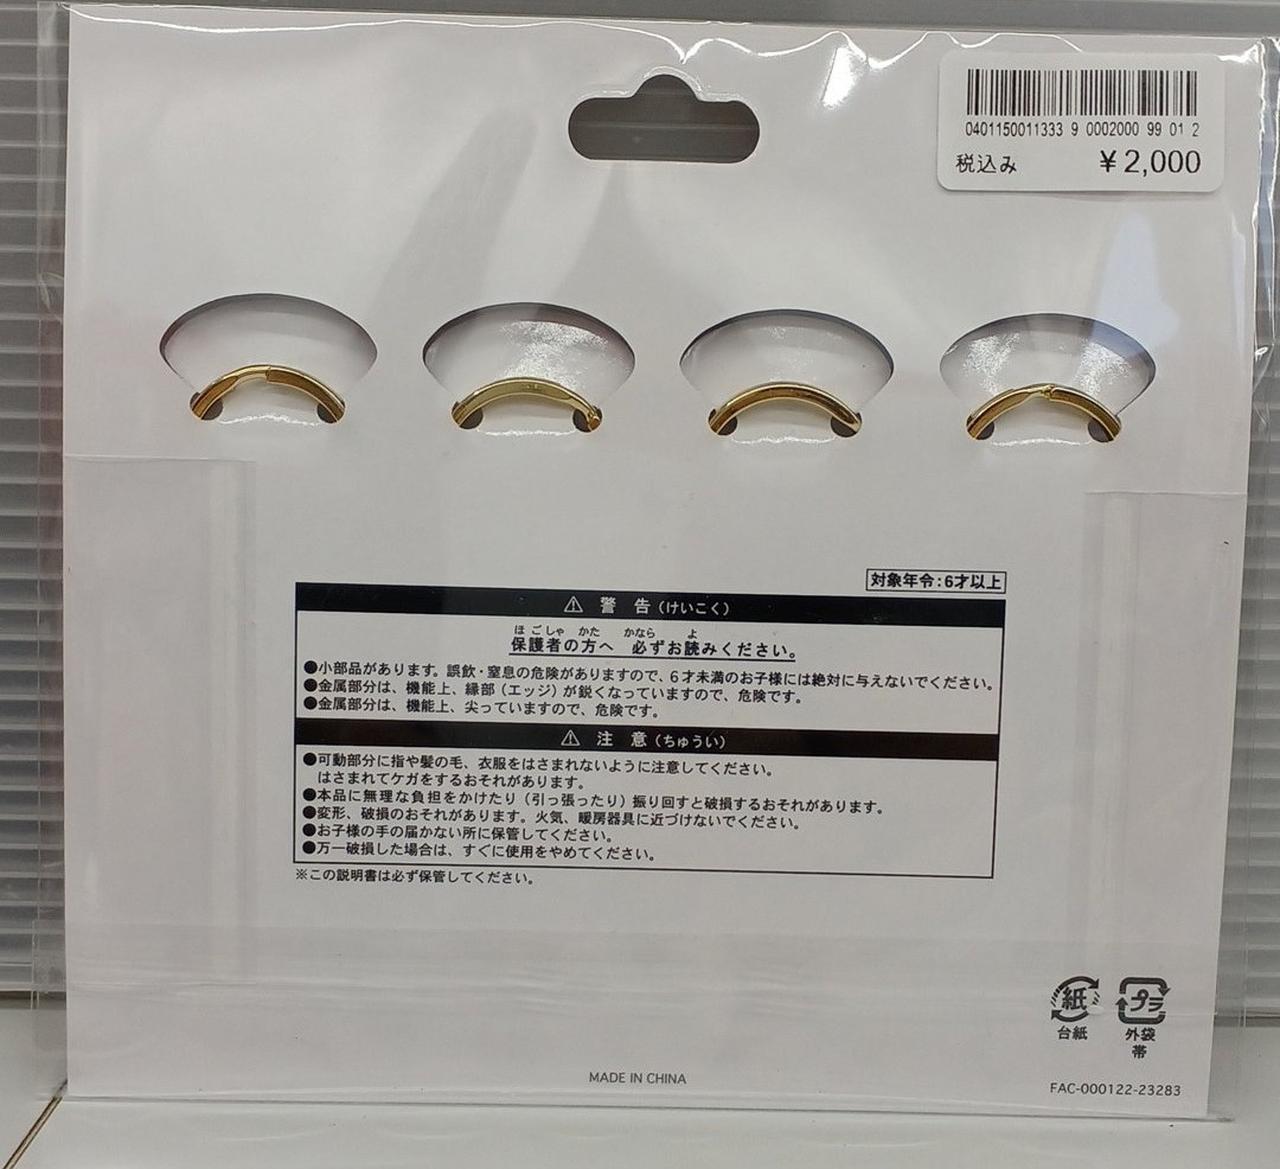 0401150011333 9 0002000 99 01 2
税込み ¥2,000
対象年令:6才以上
⚠ 警 告(けいこく)
ほごしゃ かた かなら よ
保護者の方へ 必ずお読みください。
●小部品があります。誤飲・窒息の危険がありますので、6才未満のお子様には絶対に与えないでください。
●金属部分は、機能上、縁部(エッジ)が鋭くなっていますので、危険です。
●金属部分は、機能上、尖っていますので、危険です。
⚠ 注 意(ちゅうい)
●可動部分に指や髪の毛、衣服をはさまれないように注意してください。
はさまれてケガをするおそれがあります。
●本品に無理な負担をかけたり(引っ張ったり)振り回すと破損するおそれがあります。
●変形、破損のおそれがあります。火気、暖房器具に近づけないでください。
●お子様の手の届かない所に保管してください。
●万一破損した場合は、すぐに使用をやめてください。
※この説明書は必ず保管してください。
紙 プラ
台紙 外袋
帯
MADE IN CHINA
FAC-000122-23283